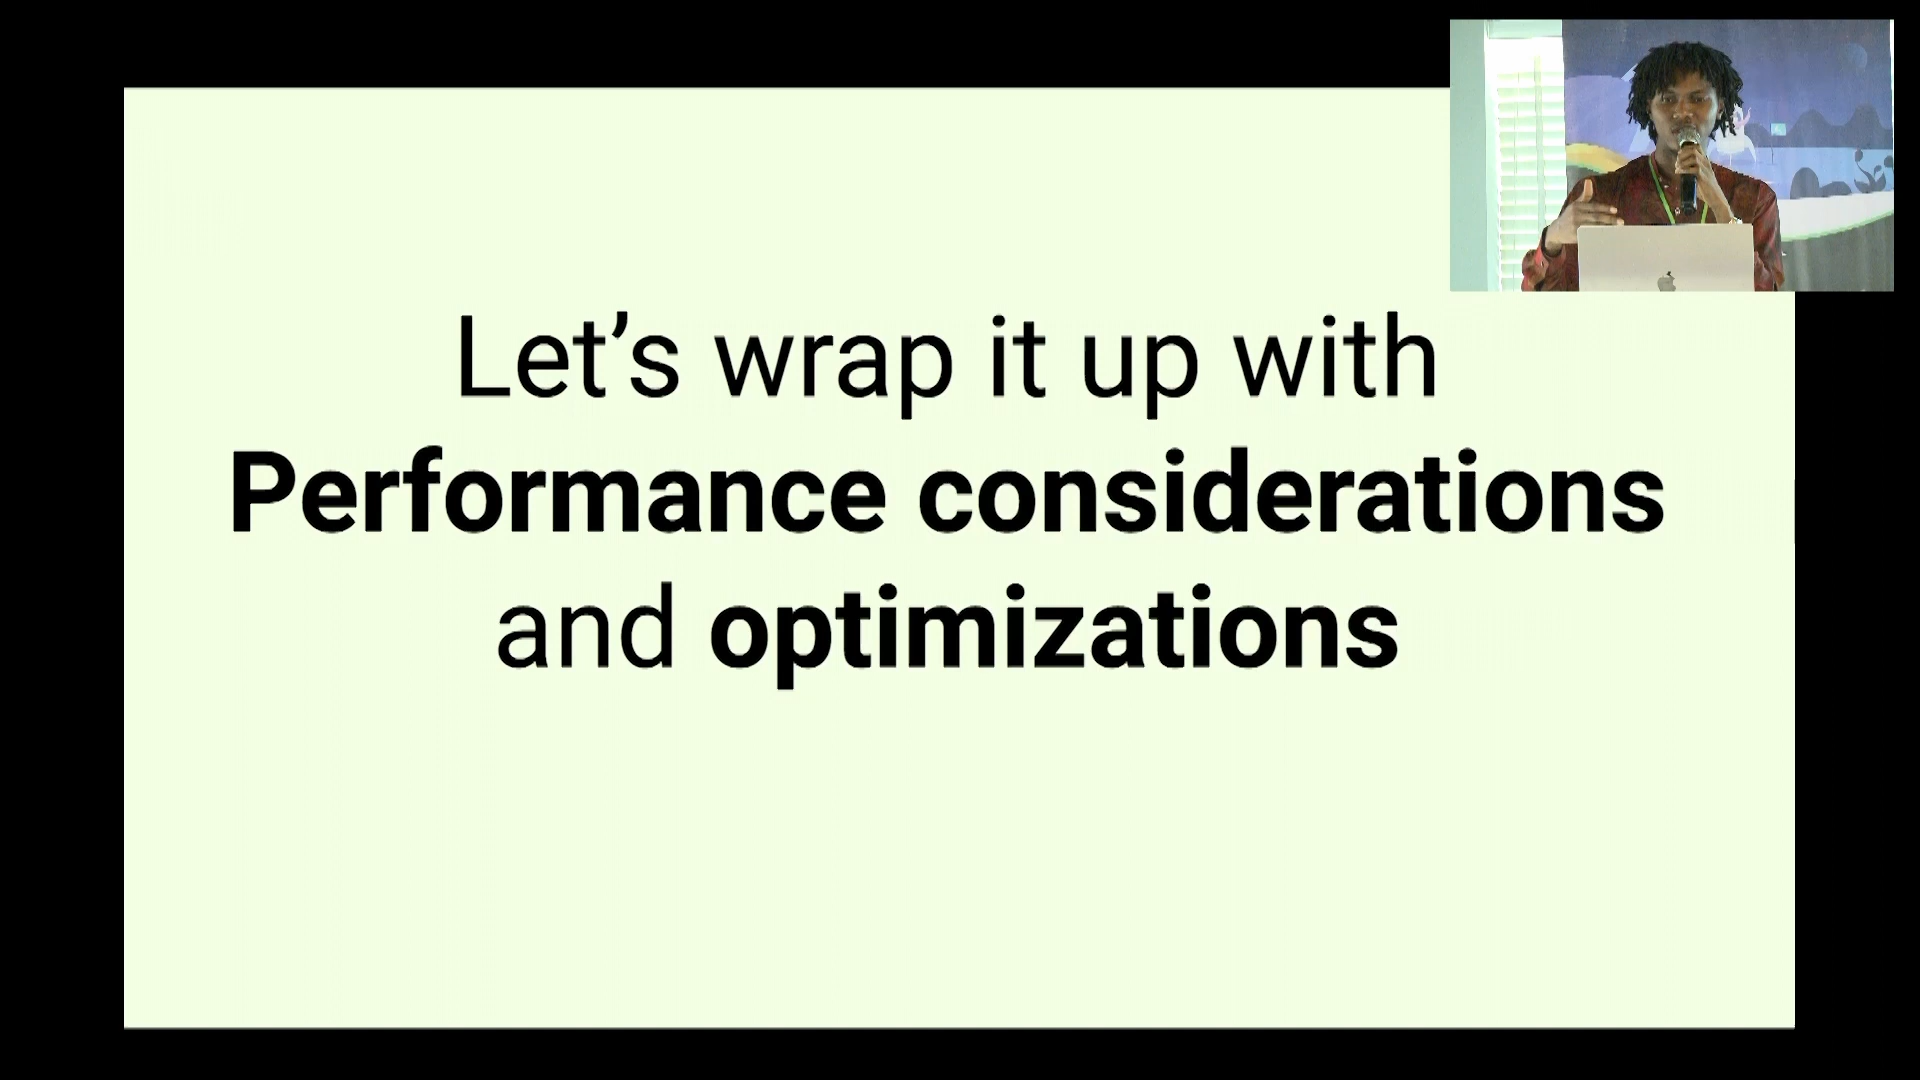 Let’s wrap it up with
Performance considerations
and optimizations